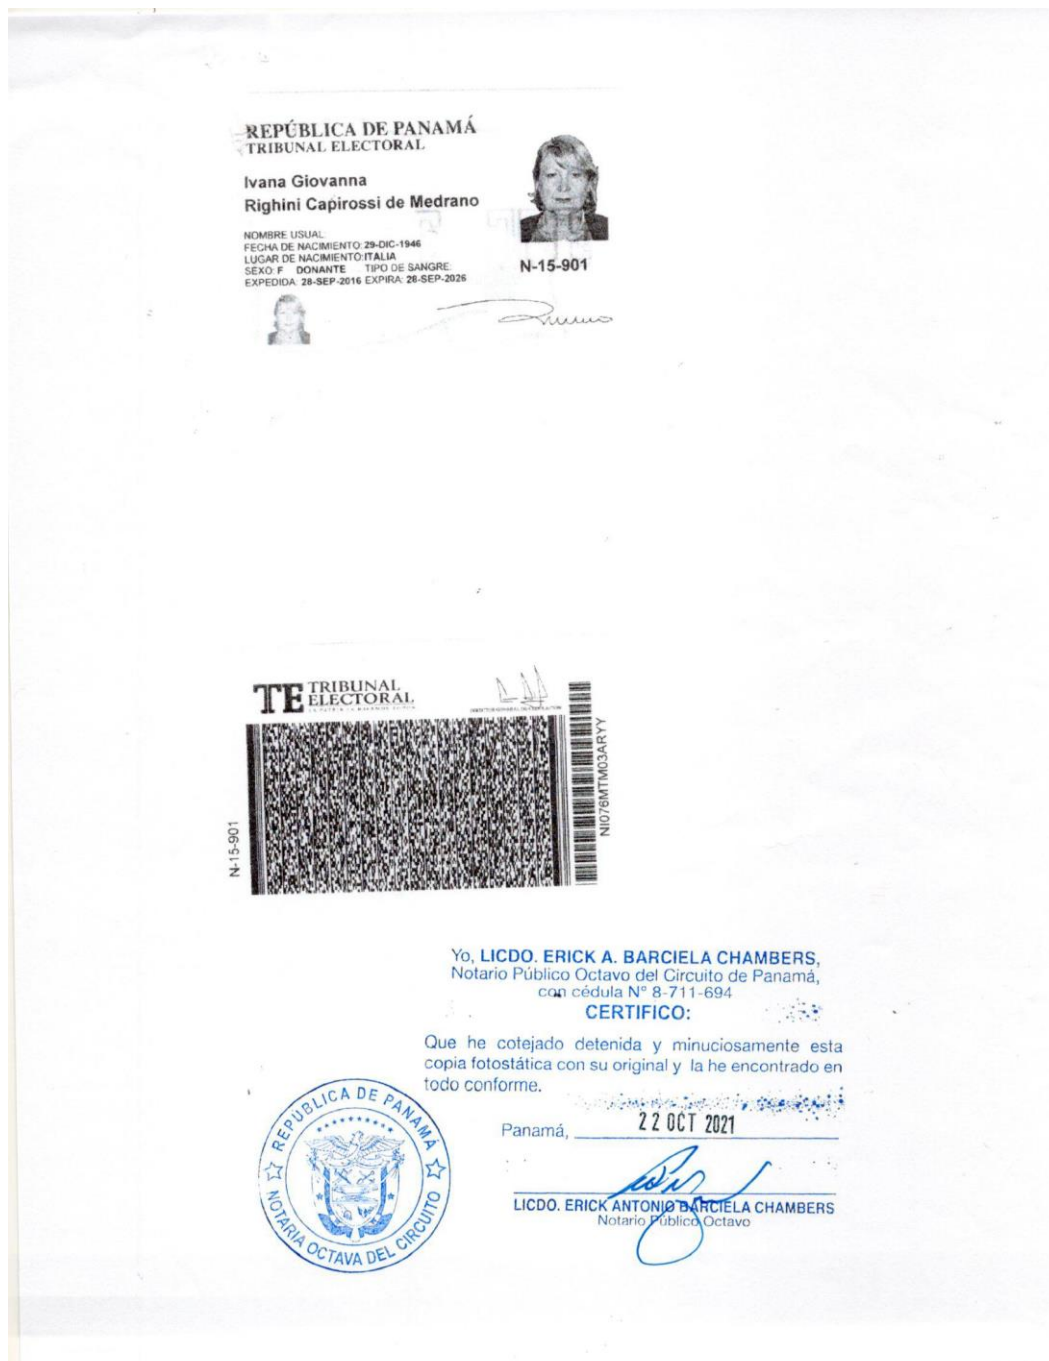 REPÚBLICA DE PANAMÁ
TRIBUNAL ELECTORAL
Ivana Giovanna
Righini Capirossi de Medrano
NOMBRE USUAL:
FECHA DE NACIMIENTO: 29-DIC-1946
LUGAR DE NACIMIENTO: ITALIA
SEXO: F DONANTE TIPO DE SANGRE:
EXPEDIDA: 28-SEP-2016 EXPIRA: 28-SEP-2026
N-15-901
TE TRIBUNAL
ELECTORAL
N-15-901
NI076MTM03ARYY
Yo, LICDO. ERICK A. BARCIELA CHAMBERS,
Notario Público Octavo del Circuito de Panamá,
con cédula N° 8-711-694
CERTIFICO:
Que he cotejado detenida y minuciosamente esta
copia fotostática con su original y la he encontrado en
todo conforme.
Panamá, 22 OCT 2021
LICDO. ERICK ANTONIO BARCIELA CHAMBERS
Notario Público Octavo
REPUBLICA DE PANAMÁ
NOTARIA OCTAVA DEL CIRCUITO